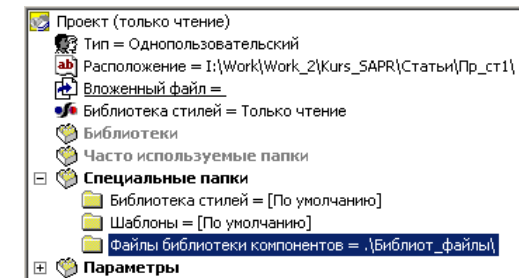 Проект (только чтение)
Тип = Однопользовательский
Расположение = I:\Work\Work_2\Kurs_SAPR\Статьи\Пр_ст1\
Вложенный файл =
Библиотека стилей = Только чтение
Библиотеки
Часто используемые папки
Специальные папки
Библиотека стилей = [По умолчанию]
Шаблоны = [По умолчанию]
Файлы библиотеки компонентов = .\Библиот_файлы\
Параметры